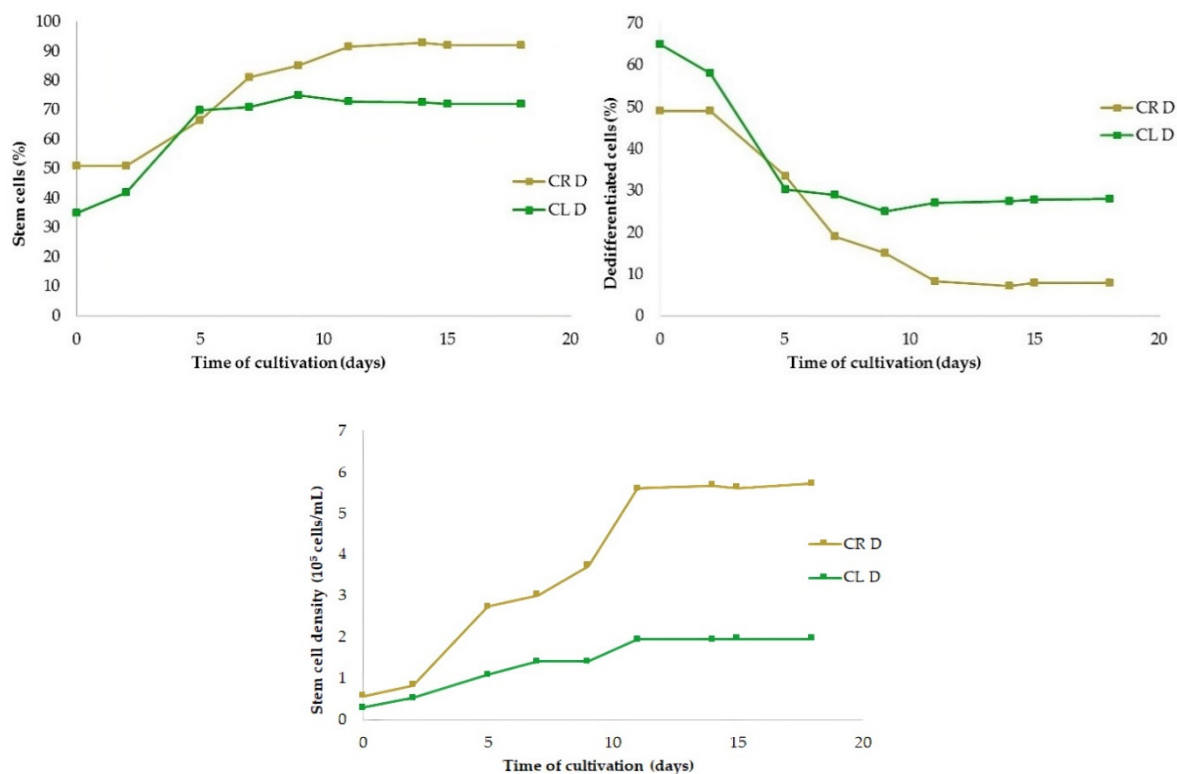 Stem cells (%)
100
90
80
70
60
50
40
30
20
10
0
0 5 10 15 20
Time of cultivation (days)
CR D
CL D
Dedifferentiated cells (%)
70
60
50
40
30
20
10
0
0 5 10 15 20
Time of cultivation (days)
CR D
CL D
Stem cell density (10⁵ cells/mL)
7
6
5
4
3
2
1
0
0 5 10 15 20
Time of cultivation (days)
CR D
CL D